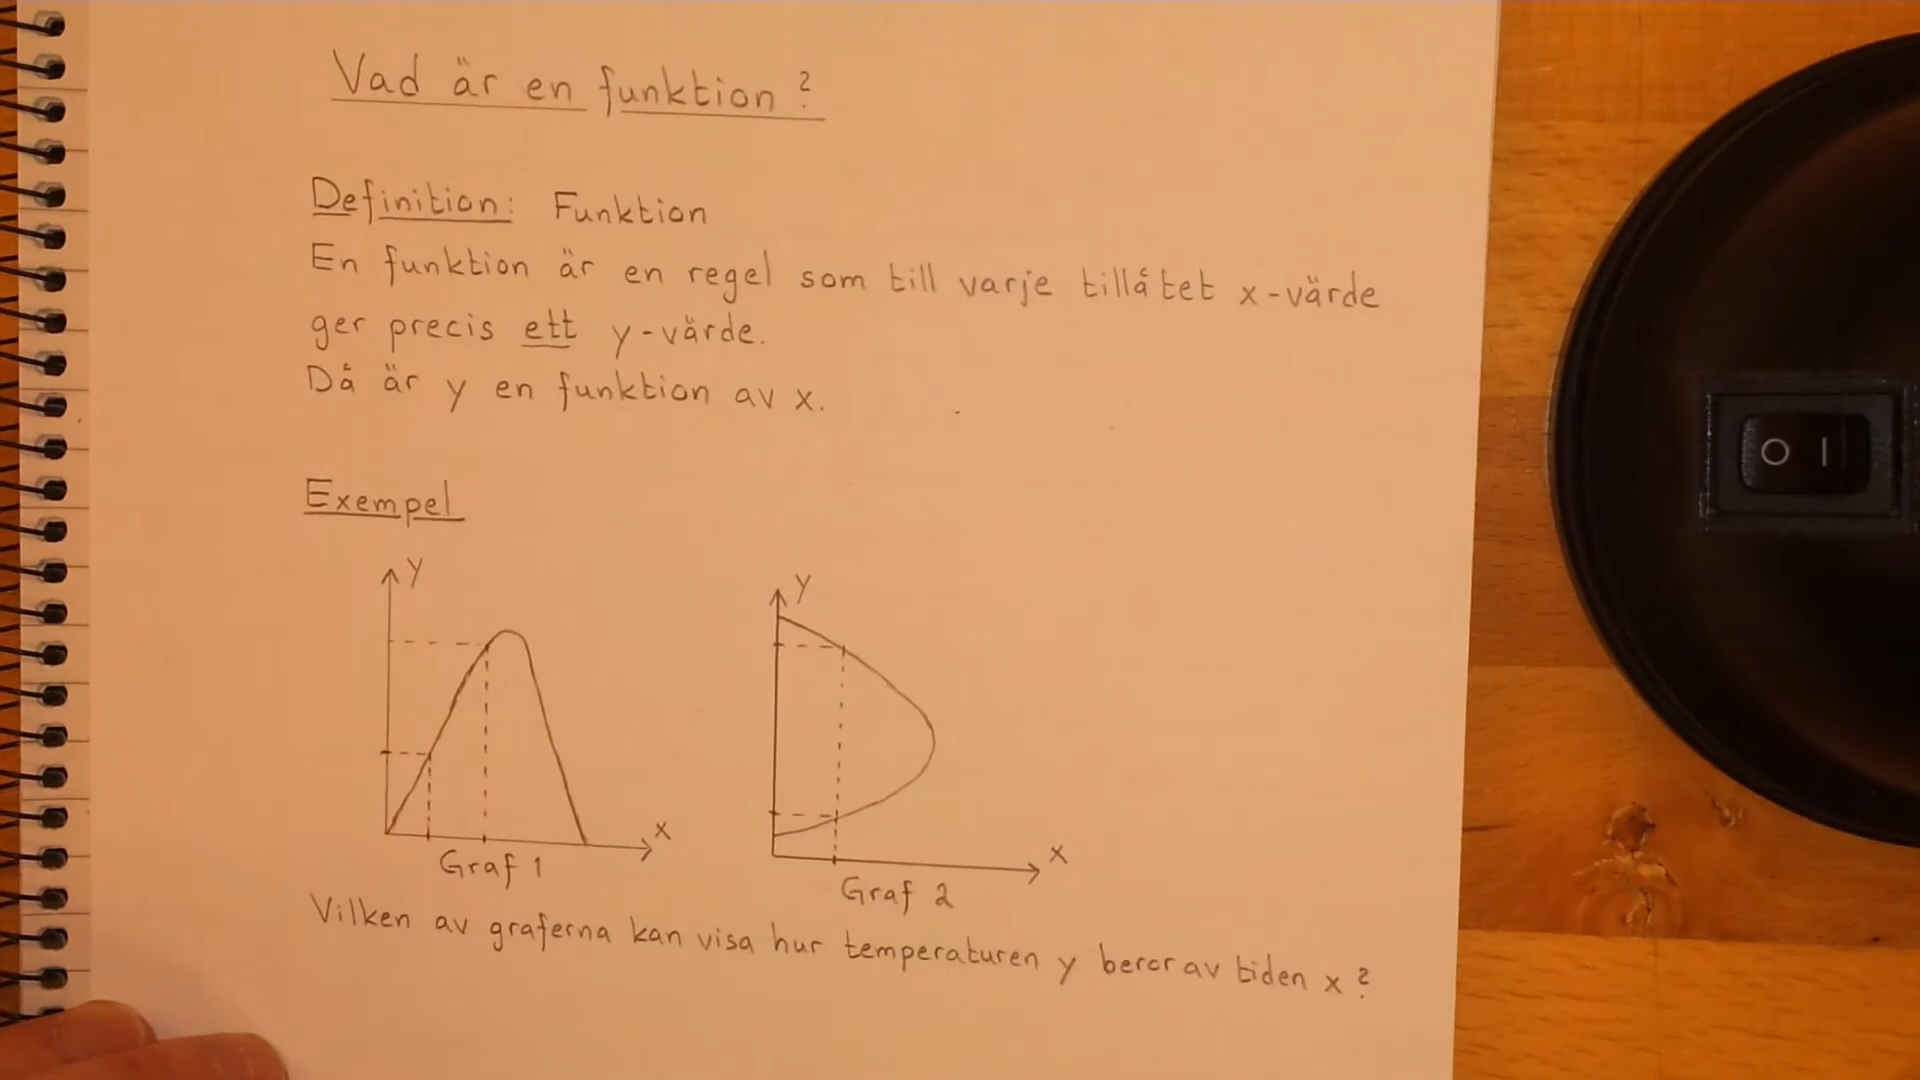 Vad är en funktion?
Definition: Funktion
En funktion är en regel som till varje tillåtet x-värde
ger precis ett y-värde.
Då är y en funktion av x.
Exempel
y
y
x
x
Graf 1
Graf 2
Vilken av graferna kan visa hur temperaturen y beror av tiden x?
O I